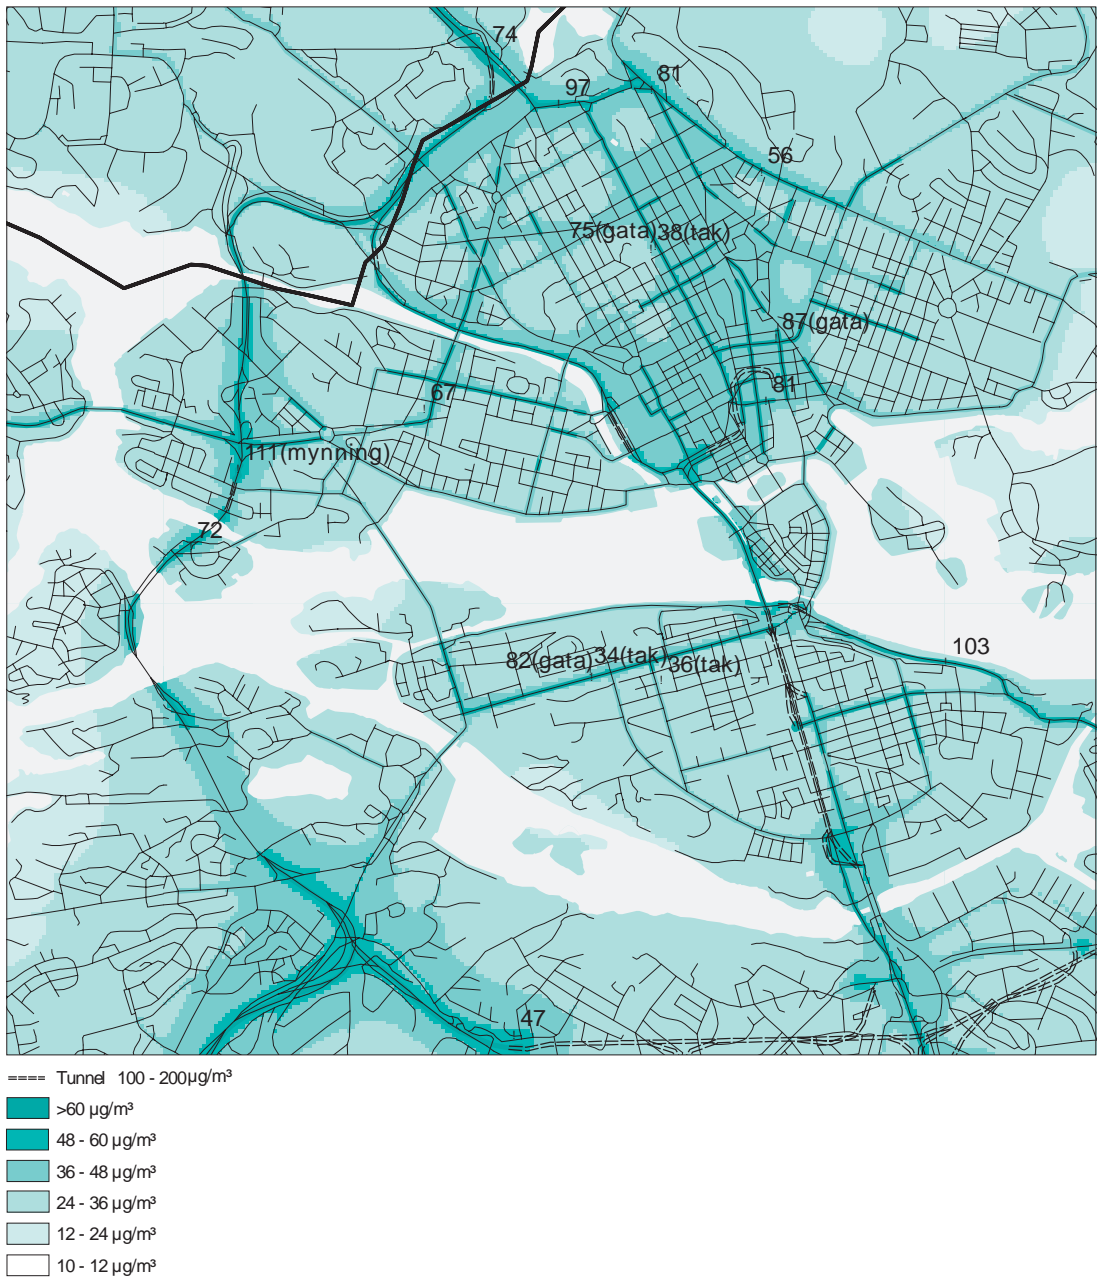 74
81
97
56
75(gata) 38(tak)
87(gata)
81
67
111(mynning)
72
103
82(gata) 34(tak) 36(tak)
47
Tunnel 100 - 200µg/m³
>60 µg/m³
48 - 60 µg/m³
36 - 48 µg/m³
24 - 36 µg/m³
12 - 24 µg/m³
10 - 12 µg/m³